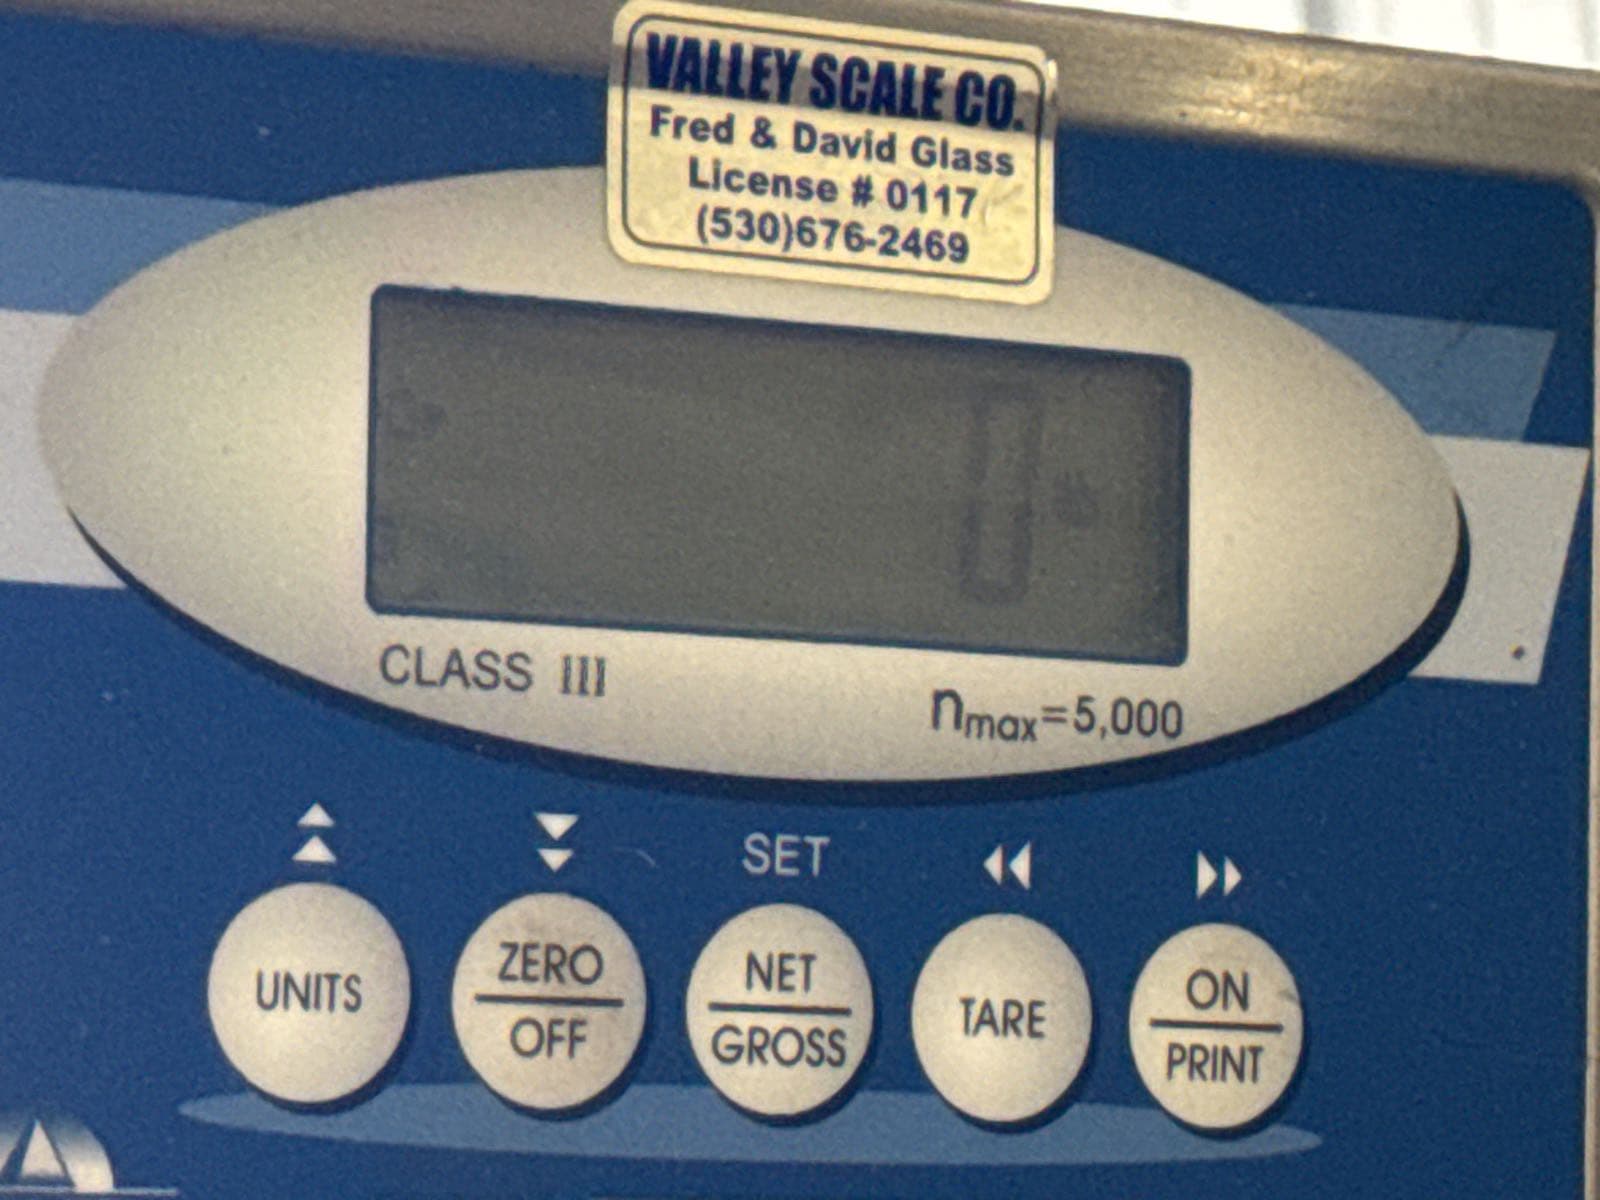 VALLEY SCALE CO.
Fred & David Glass
License # 0117
(530)676-2469
0 #
CLASS III
nmax=5,000
SET
UNITS
ZERO
OFF
NET
GROSS
TARE
ON
PRINT